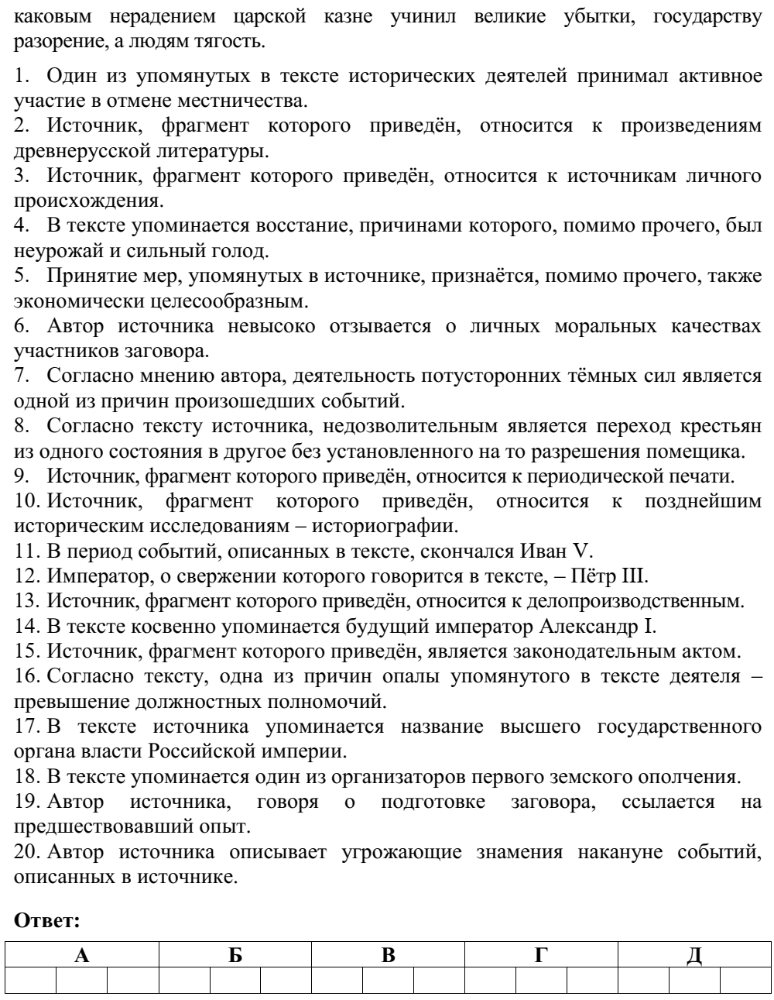 каковым нерадением царской казне учинил великие убытки, государству
разорение, а людям тягость.
1. Один из упомянутых в тексте исторических деятелей принимал активное
участие в отмене местничества.
2. Источник, фрагмент которого приведён, относится к произведениям
древнерусской литературы.
3. Источник, фрагмент которого приведён, относится к источникам личного
происхождения.
4. В тексте упоминается восстание, причинами которого, помимо прочего, был
неурожай и сильный голод.
5. Принятие мер, упомянутых в источнике, признаётся, помимо прочего, также
экономически целесообразным.
6. Автор источника невысоко отзывается о личных моральных качествах
участников заговора.
7. Согласно мнению автора, деятельность потусторонних тёмных сил является
одной из причин произошедших событий.
8. Согласно тексту источника, недозволительным является переход крестьян
из одного состояния в другое без установленного на то разрешения помещика.
9. Источник, фрагмент которого приведён, относится к периодической печати.
10. Источник, фрагмент которого приведён, относится к позднейшим
историческим исследованиям – историографии.
11. В период событий, описанных в тексте, скончался Иван V.
12. Император, о свержении которого говорится в тексте, – Пётр III.
13. Источник, фрагмент которого приведён, относится к делопроизводственным.
14. В тексте косвенно упоминается будущий император Александр I.
15. Источник, фрагмент которого приведён, является законодательным актом.
16. Согласно тексту, одна из причин опалы упомянутого в тексте деятеля –
превышение должностных полномочий.
17. В тексте источника упоминается название высшего государственного
органа власти Российской империи.
18. В тексте упоминается один из организаторов первого земского ополчения.
19. Автор источника, говоря о подготовке заговора, ссылается на
предшествовавший опыт.
20. Автор источника описывает угрожающие знамения накануне событий,
описанных в источнике.
Ответ:
А Б В Г Д